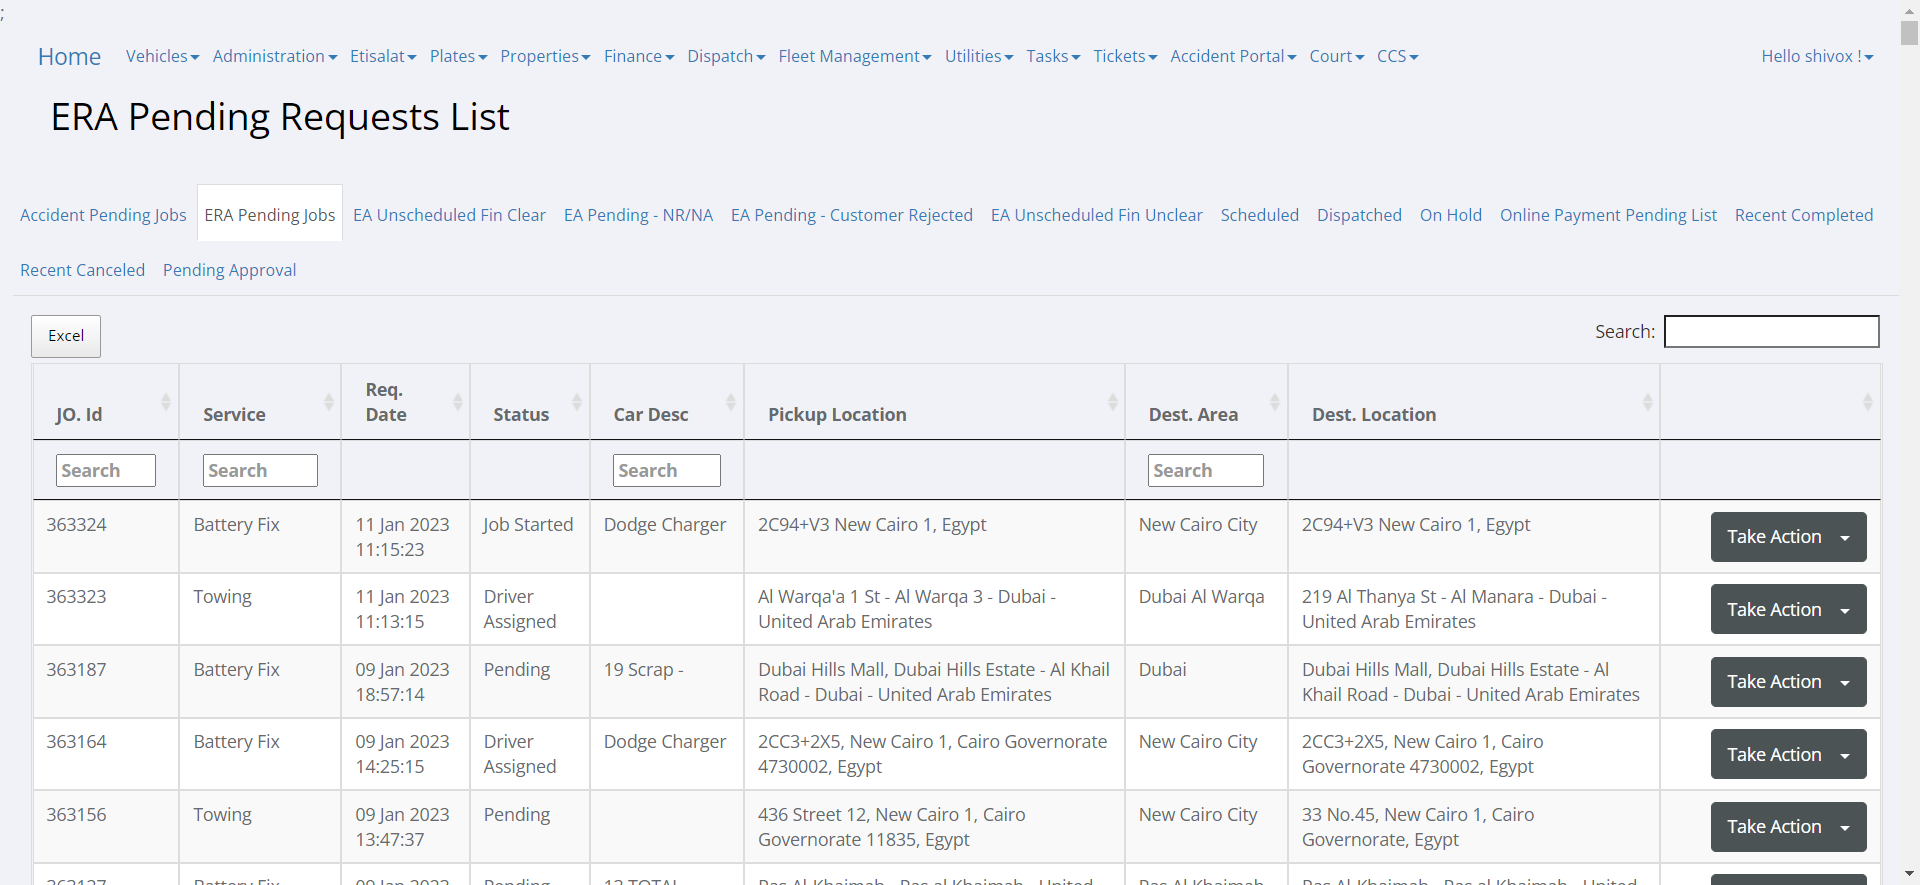 ;
Home Vehicles Administration Etisalat Plates Properties Finance Dispatch Fleet Management Utilities Tasks Tickets Accident Portal Court CCS Hello shivox !
ERA Pending Requests List
Accident Pending Jobs ERA Pending Jobs EA Unscheduled Fin Clear EA Pending - NR/NA EA Pending - Customer Rejected EA Unscheduled Fin Unclear Scheduled Dispatched On Hold Online Payment Pending List Recent Completed
Recent Canceled Pending Approval
Excel Search:
JO. Id Service Req. Date Status Car Desc Pickup Location Dest. Area Dest. Location
Search Search Search Search
363324 Battery Fix 11 Jan 2023 Job Started Dodge Charger 2C94+V3 New Cairo 1, Egypt New Cairo City 2C94+V3 New Cairo 1, Egypt Take Action
11:15:23
363323 Towing 11 Jan 2023 Driver Al Warqa'a 1 St - Al Warqa 3 - Dubai - Dubai Al Warqa 219 Al Thanya St - Al Manara - Dubai - Take Action
11:13:15 Assigned United Arab Emirates United Arab Emirates
363187 Battery Fix 09 Jan 2023 Pending 19 Scrap - Dubai Hills Mall, Dubai Hills Estate - Al Khail Dubai Dubai Hills Mall, Dubai Hills Estate - Al Take Action
18:57:14 Road - Dubai - United Arab Emirates Khail Road - Dubai - United Arab Emirates
363164 Battery Fix 09 Jan 2023 Driver Dodge Charger 2CC3+2X5, New Cairo 1, Cairo Governorate New Cairo City 2CC3+2X5, New Cairo 1, Cairo Take Action
14:25:15 Assigned 4730002, Egypt Governorate 4730002, Egypt
363156 Towing 09 Jan 2023 Pending 436 Street 12, New Cairo 1, Cairo New Cairo City 33 No.45, New Cairo 1, Cairo Take Action
13:47:37 Governorate 11835, Egypt Governorate, Egypt